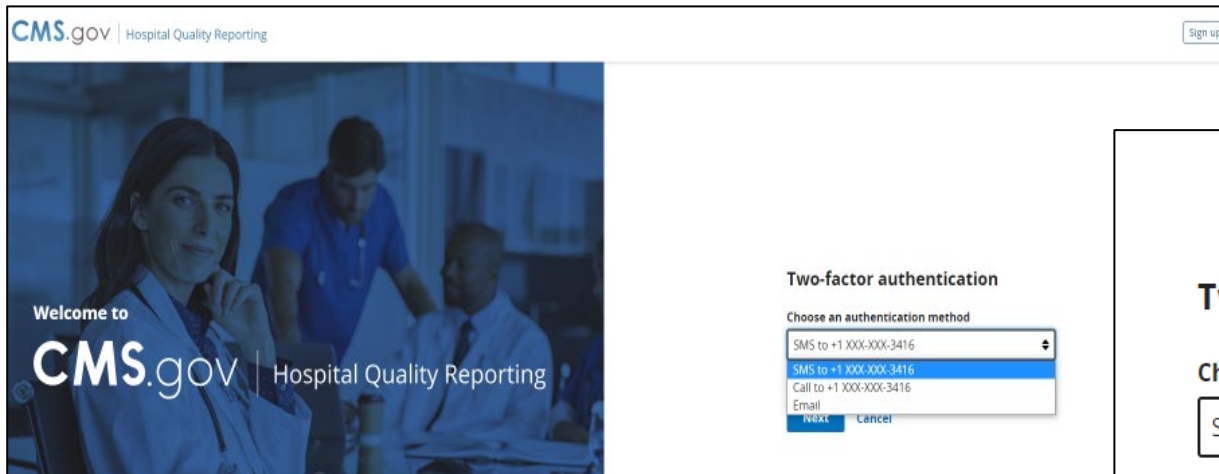 CMS.gov | Hospital Quality Reporting
Sign up
Welcome to
CMS.gov | Hospital Quality Reporting
Two-factor authentication
Choose an authentication method
SMS to +1 XXX-XXX-3416
SMS to +1 XXX-XXX-3416
Call to +1 XXX-XXX-3416
Email
Next Cancel